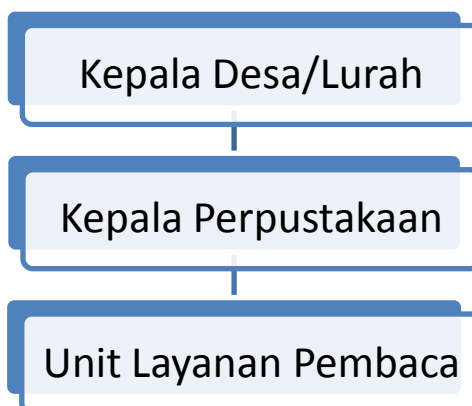 Kepala Desa/Lurah
Kepala Perpustakaan
Unit Layanan Pembaca